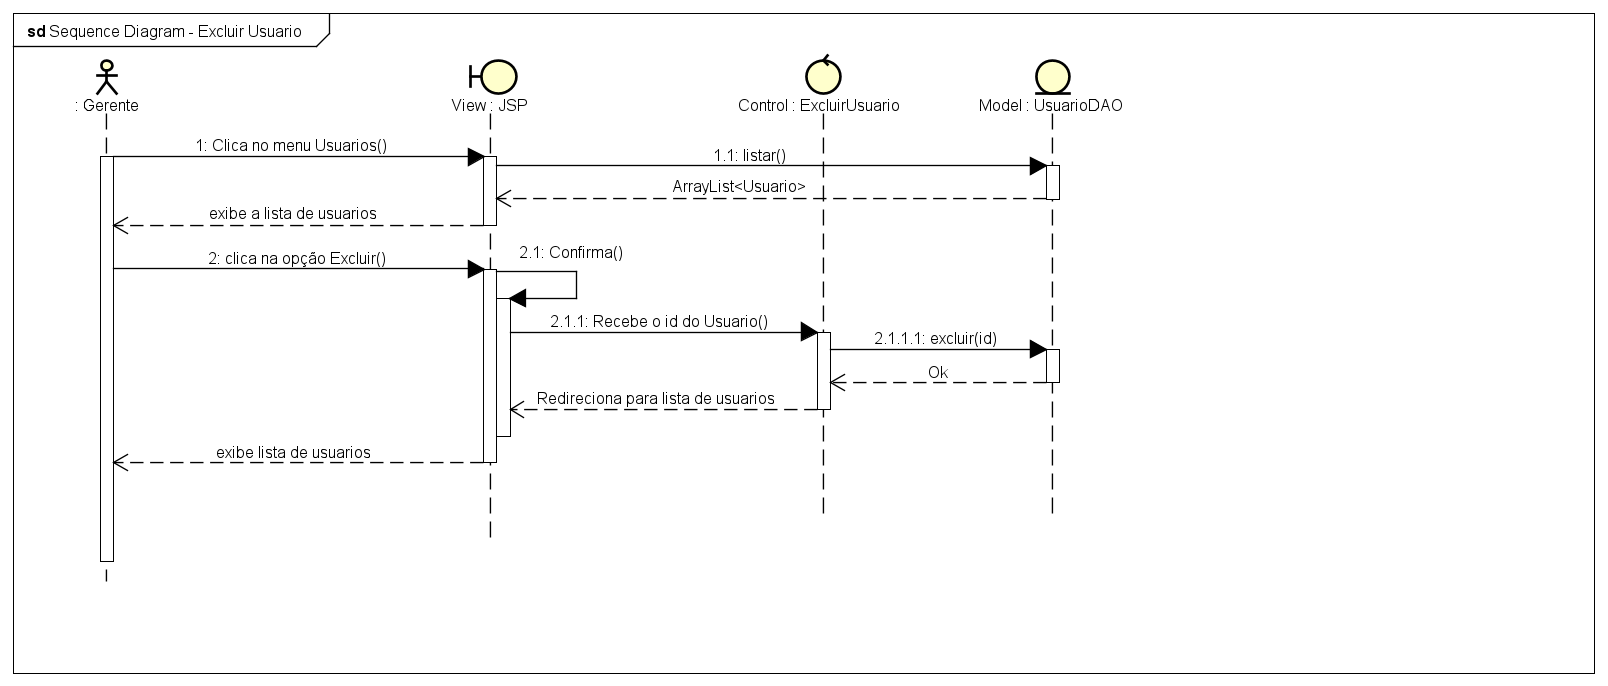 sd Sequence Diagram - Excluir Usuario
: Gerente
View : JSP
Control : ExcluirUsuario
Model : UsuarioDAO
1: Clica no menu Usuarios()
1.1: listar()
ArrayList<Usuario>
exibe a lista de usuarios
2: clica na opção Excluir()
2.1: Confirma()
2.1.1: Recebe o id do Usuario()
2.1.1.1: excluir(id)
Ok
Redireciona para lista de usuarios
exibe lista de usuarios